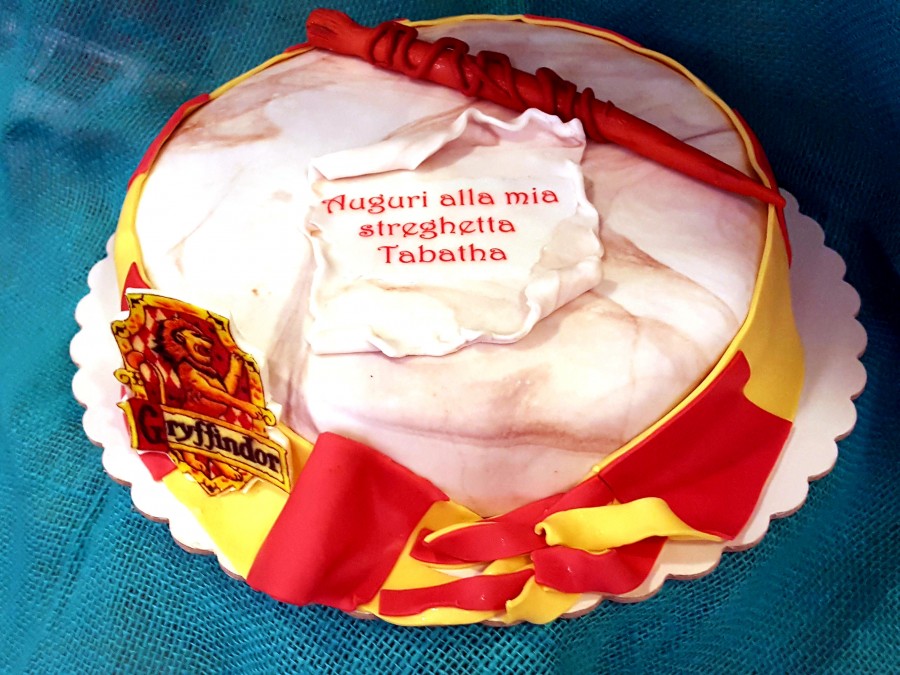 Auguri alla mia
streghetta
Tabatha
Gryffindor